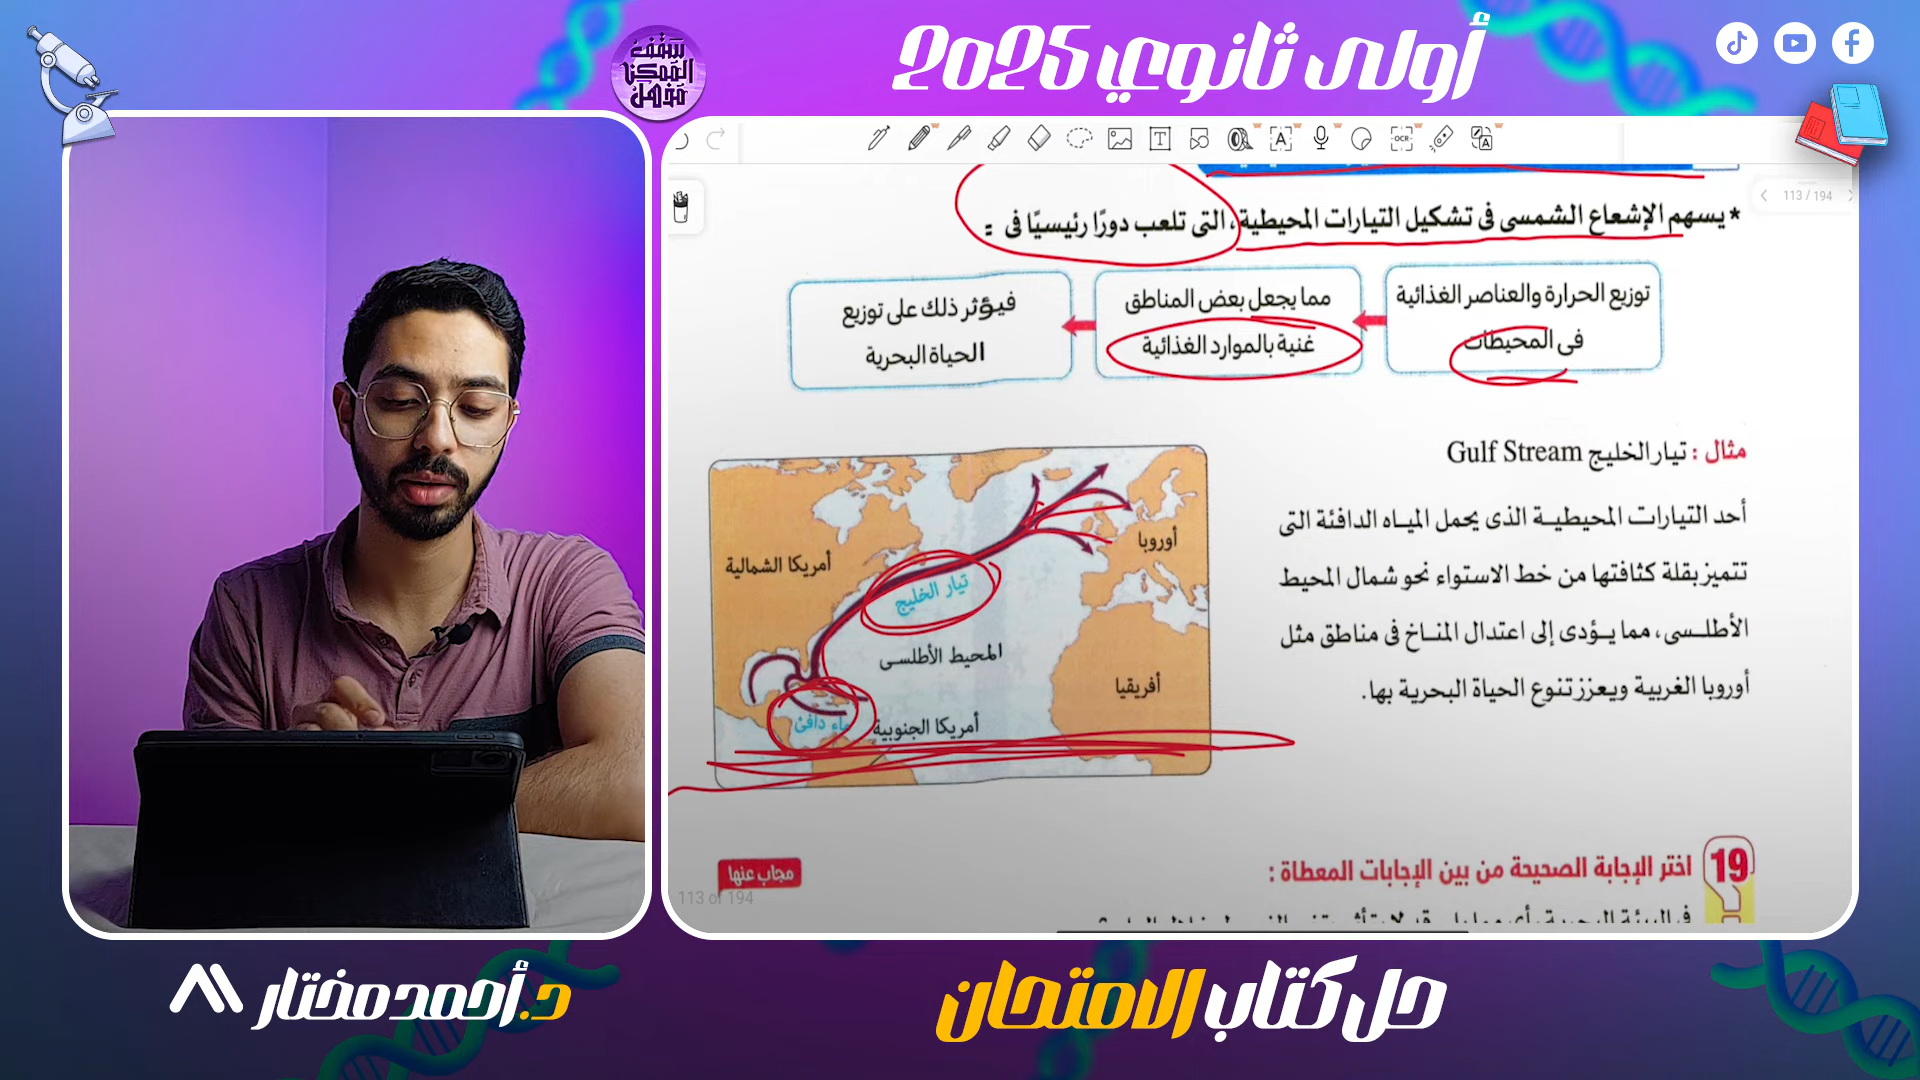 أولى ثانوي 2025
سقف
الممكن
مذهل
113 / 194
* يسهم الإشعاع الشمسى فى تشكيل التيارات المحيطية، التى تلعب دورًا رئيسيًا فى :
توزيع الحرارة والعناصر الغذائية
فى المحيطات
مما يجعل بعض المناطق
غنية بالموارد الغذائية
فيؤثر ذلك على توزيع
الحياة البحرية
مثال : تيار الخليج Gulf Stream
أحد التيارات المحيطية الذى يحمل المياه الدافئة التى
تتميز بقلة كثافتها من خط الاستواء نحو شمال المحيط
الأطلسى، مما يؤدى إلى اعتدال المناخ فى مناطق مثل
أوروبا الغربية ويعزز تنوع الحياة البحرية بها.
أمريكا الشمالية
أوروبا
تيار الخليج
المحيط الأطلسى
أفريقيا
ماء دافئ
أمريكا الجنوبية
19 اختر الإجابة الصحيحة من بين الإجابات المعطاة :
مجاب عنها
113 of 194
د.أحمد مختار
حل كتاب الامتحان